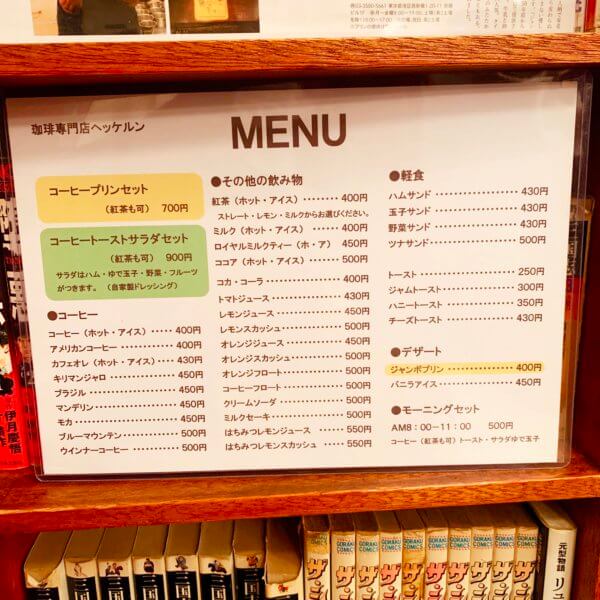 珈琲専門店ヘッケルン
MENU
コーヒープリンセット
（紅茶も可） 700円
コーヒートーストサラダセット
（紅茶も可） 900円
サラダはハム・ゆで玉子・野菜・フルーツ
がつきます。（自家製ドレッシング）
●コーヒー
コーヒー（ホット・アイス）‥‥400円
アメリカンコーヒー‥‥‥‥400円
カフェオレ（ホット・アイス）‥‥430円
キリマンジャロ‥‥‥‥450円
ブラジル‥‥‥‥450円
マンデリン‥‥‥‥450円
モカ‥‥‥‥450円
ブルーマウンテン‥‥‥‥500円
ウインナーコーヒー‥‥‥‥500円
●その他の飲み物
紅茶（ホット・アイス）‥‥‥‥400円
ストレート・レモン・ミルクからお選びください。
ミルク（ホット・アイス）‥‥‥‥400円
ロイヤルミルクティー（ホ・ア） 450円
ココア（ホット・アイス）‥‥‥‥500円
コカ・コーラ‥‥‥‥400円
トマトジュース‥‥‥‥430円
レモンジュース‥‥‥‥450円
レモンスカッシュ‥‥‥‥500円
オレンジジュース‥‥‥‥450円
オレンジスカッシュ‥‥‥‥500円
オレンジフロート‥‥‥‥500円
コーヒーフロート‥‥‥‥500円
クリームソーダ‥‥‥‥500円
ミルクセーキ‥‥‥‥500円
はちみつレモンジュース‥‥‥‥550円
はちみつレモンスカッシュ‥‥‥‥550円
●軽食
ハムサンド‥‥‥‥430円
玉子サンド‥‥‥‥430円
野菜サンド‥‥‥‥430円
ツナサンド‥‥‥‥500円
トースト‥‥‥‥250円
ジャムトースト‥‥‥‥300円
ハニートースト‥‥‥‥350円
チーズトースト‥‥‥‥430円
●デザート
ジャンボプリン‥‥‥‥400円
バニラアイス‥‥‥‥450円
●モーニングセット
AM8：00−11：00 500円
コーヒー（紅茶も可）トースト・サラダゆで玉子
伊月慶悟
GORAKU COMICS
GORAKU COMICS
GORAKU COMICS
GORAKU COMICS
元型物語